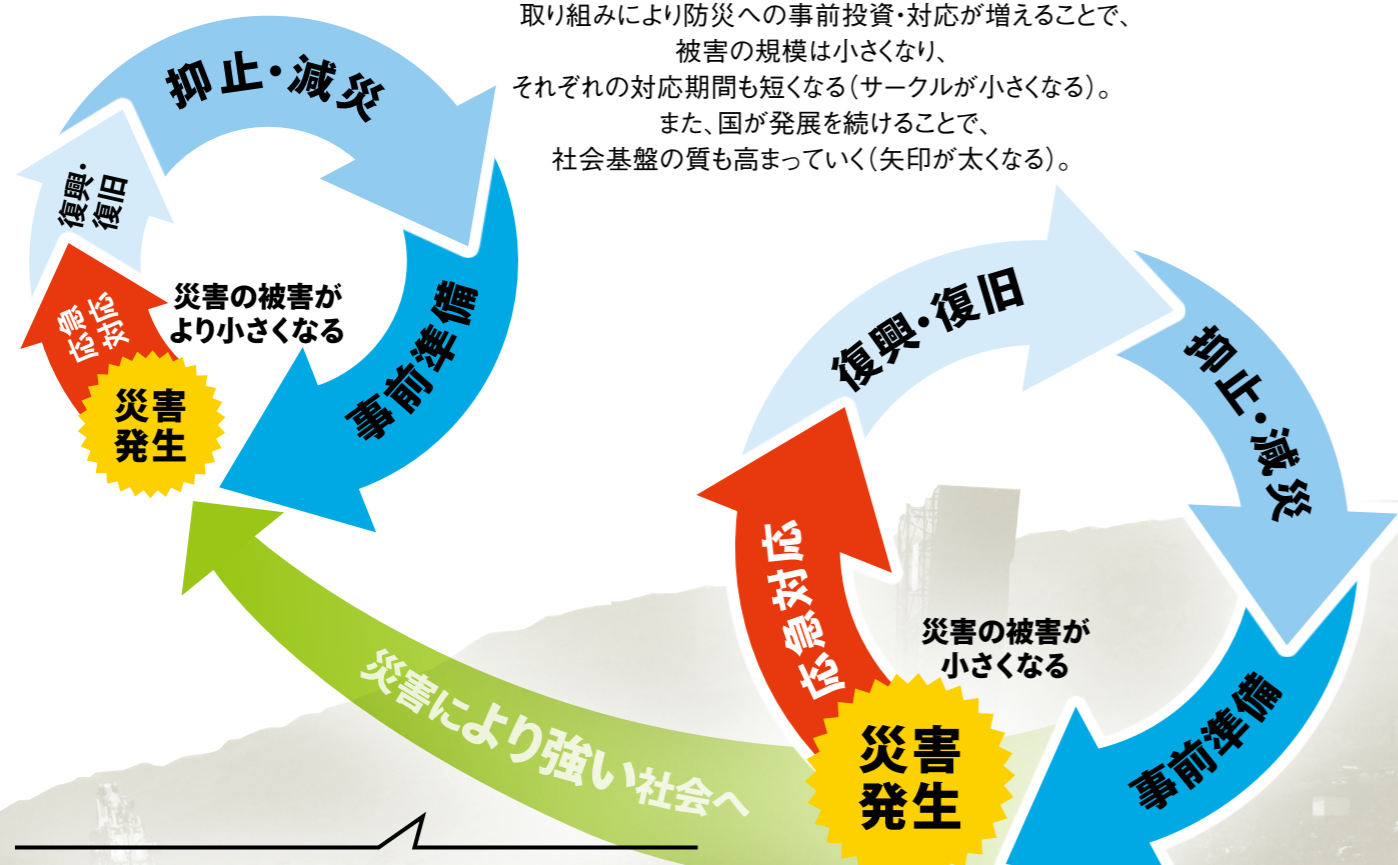 取り組みにより防災への事前投資・対応が増えることで、
被害の規模は小さくなり、
それぞれの対応期間も短くなる（サークルが小さくなる）。
また、国が発展を続けることで、
社会基盤の質も高まっていく（矢印が太くなる）。
抑止・減災
復興・
復旧
応急
対応
災害の被害が
より小さくなる
事前準備
災害
発生
復興・復旧
抑止・減災
応急対応
災害の被害が
小さくなる
事前準備
災害
発生
災害により強い社会へ